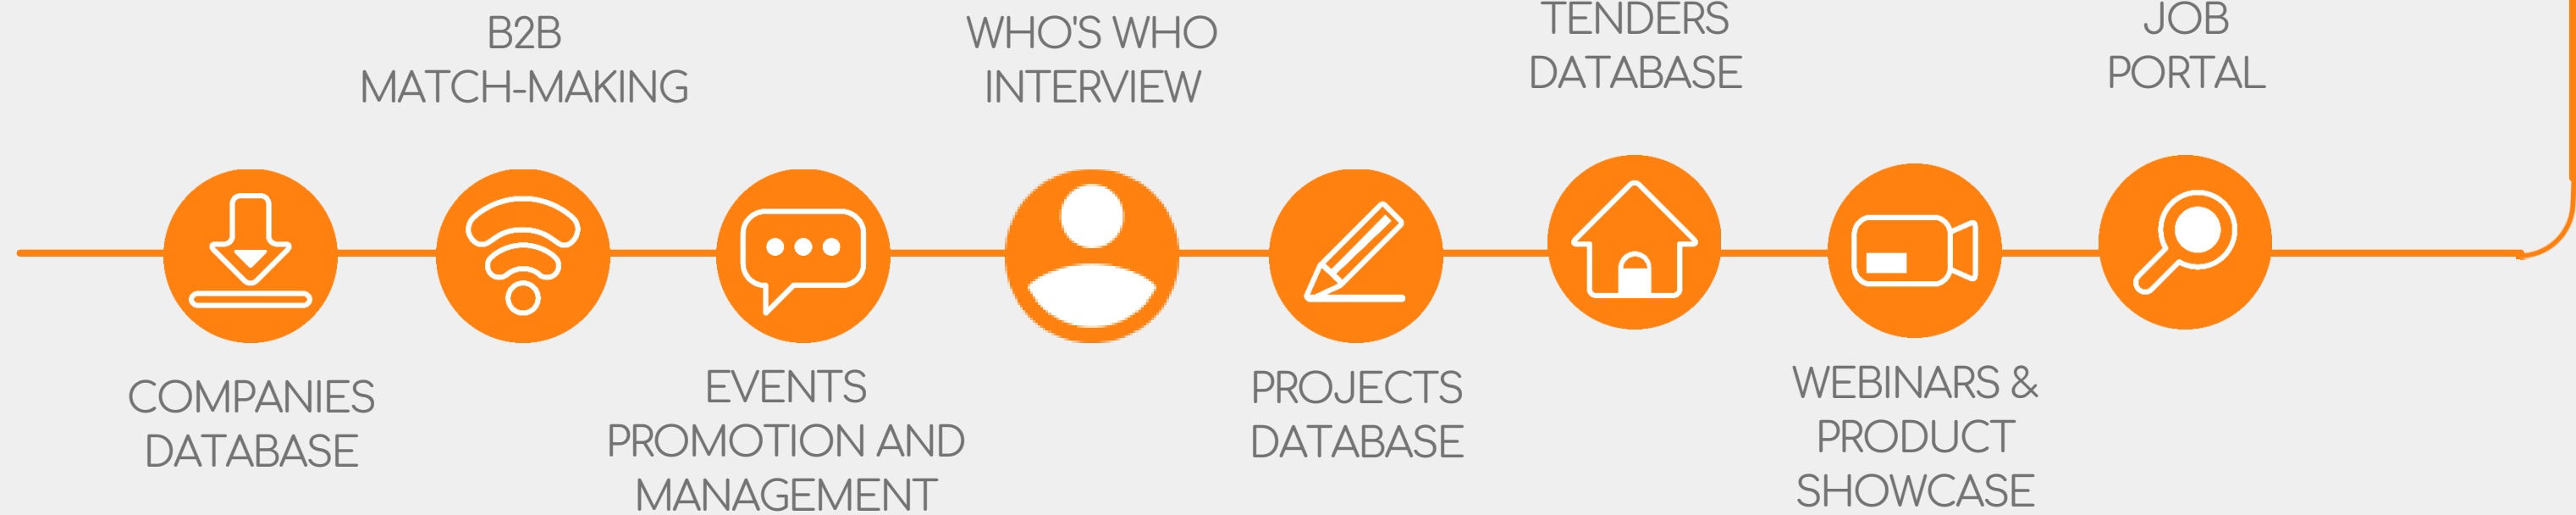 B2B
MATCH-MAKING
WHO'S WHO
INTERVIEW
TENDERS
DATABASE
JOB
PORTAL
COMPANIES
DATABASE
EVENTS
PROMOTION AND
MANAGEMENT
PROJECTS
DATABASE
WEBINARS &
PRODUCT
SHOWCASE